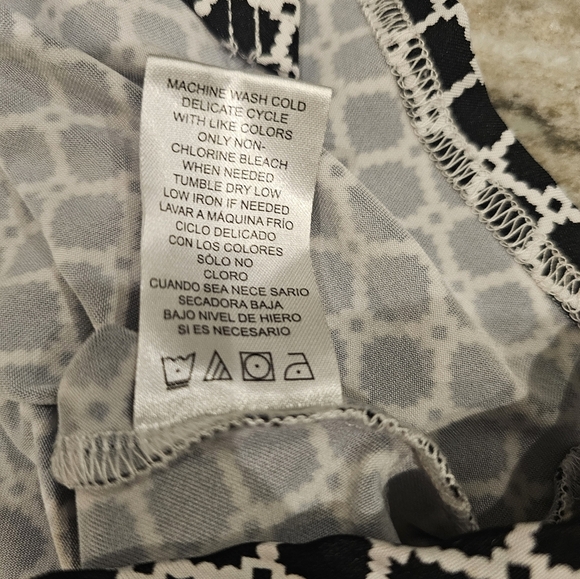 MACHINE WASH COLD
DELICATE CYCLE
WITH LIKE COLORS
ONLY NON-
CHLORINE BLEACH
WHEN NEEDED
TUMBLE DRY LOW
LOW IRON IF NEEDED
LAVAR A MÁQUINA FRÍO
CICLO DELICADO
CON LOS COLORES
SÓLO NO
CLORO
CUANDO SEA NECE SARIO
SECADORA BAJA
BAJO NIVEL DE HIERO
SI ES NECESARIO